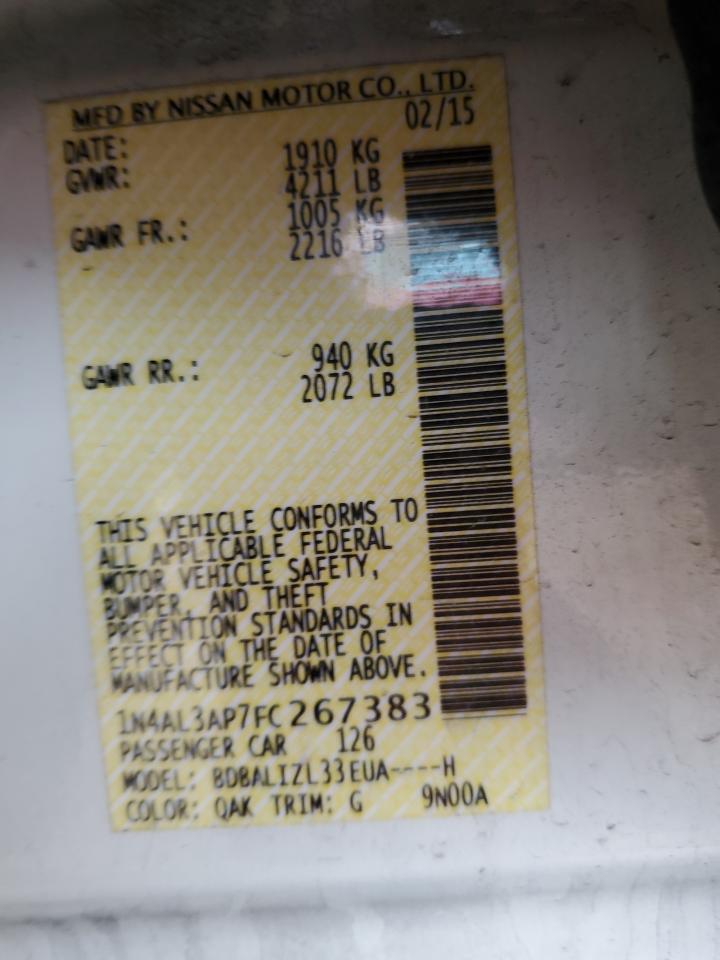 MFD BY NISSAN MOTOR CO., LTD.
DATE: 02/15
GVWR: 1910 KG
4211 LB
GAWR FR.: 1005 KG
2216 LB
GAWR RR.: 940 KG
2072 LB
THIS VEHICLE CONFORMS TO
ALL APPLICABLE FEDERAL
MOTOR VEHICLE SAFETY,
BUMPER, AND THEFT
PREVENTION STANDARDS IN
EFFECT ON THE DATE OF
MANUFACTURE SHOWN ABOVE.
1N4AL3AP7FC267383
PASSENGER CAR 126
MODEL: BDBALIZL33EUA----H
COLOR: QAK TRIM: G 9N00A